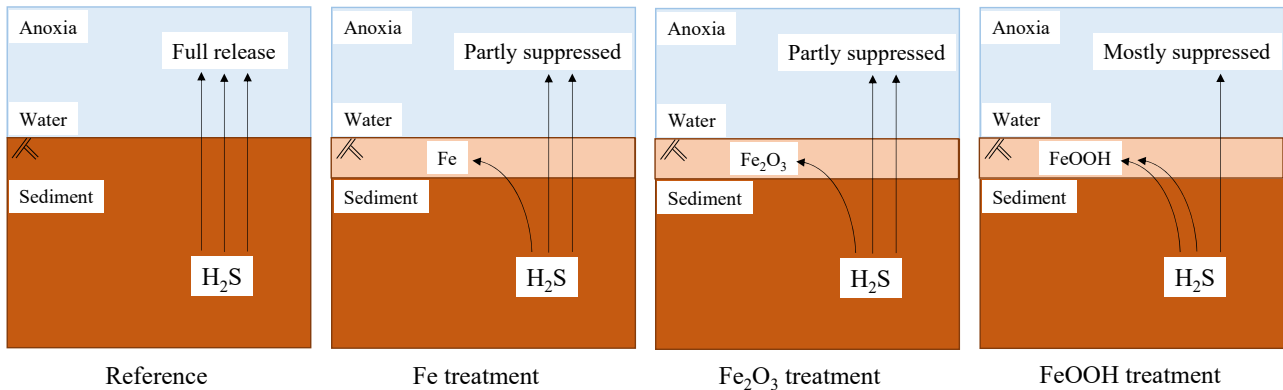 Anoxia
Full release
Water
Sediment
H₂S
Reference
Anoxia
Partly suppressed
Water
Fe
Sediment
H₂S
Fe treatment
Anoxia
Partly suppressed
Water
Fe₂O₃
Sediment
H₂S
Fe₂O₃ treatment
Anoxia
Mostly suppressed
Water
FeOOH
Sediment
H₂S
FeOOH treatment